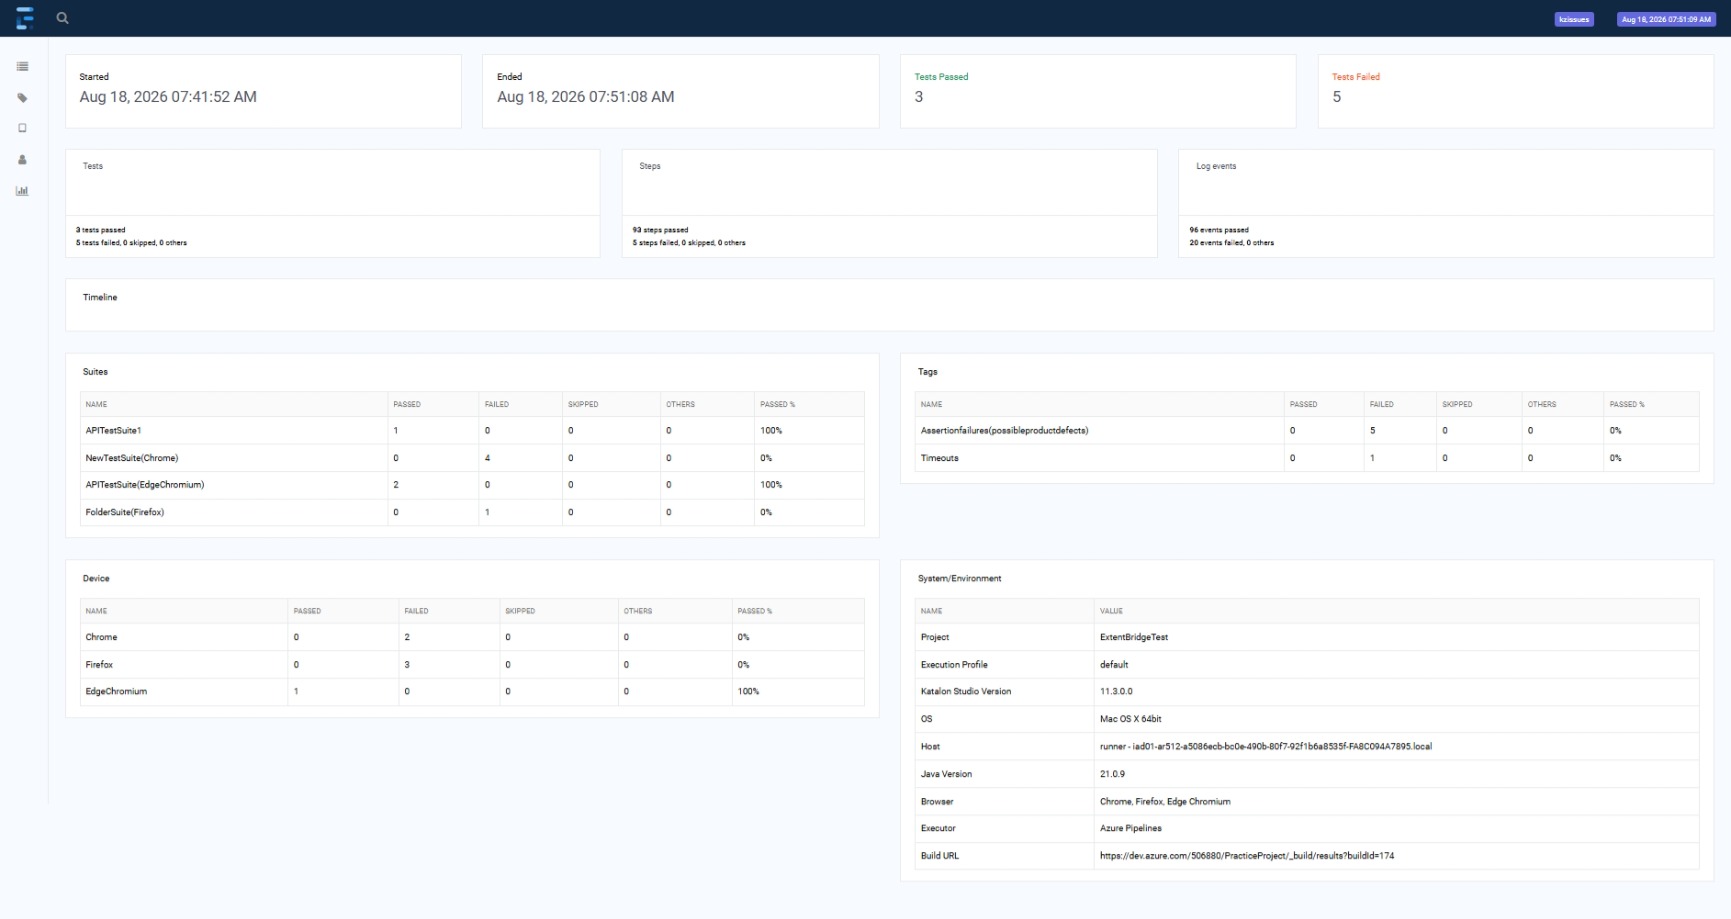 kzissues
Aug 18, 2026 07:51:09 AM
Started
Aug 18, 2026 07:41:52 AM
Ended
Aug 18, 2026 07:51:08 AM
Tests Passed
3
Tests Failed
5
Tests
3 tests passed
5 tests failed, 0 skipped, 0 others
Steps
93 steps passed
5 steps failed, 0 skipped, 0 others
Log events
96 events passed
20 events failed, 0 others
Timeline
Suites
NAME PASSED FAILED SKIPPED OTHERS PASSED %
APITestSuite1 1 0 0 0 100%
NewTestSuite(Chrome) 0 4 0 0 0%
APITestSuite(EdgeChromium) 2 0 0 0 100%
FolderSuite(Firefox) 0 1 0 0 0%
Tags
NAME PASSED FAILED SKIPPED OTHERS PASSED %
Assertionfailures(possibleproductdefects) 0 5 0 0 0%
Timeouts 0 1 0 0 0%
Device
NAME PASSED FAILED SKIPPED OTHERS PASSED %
Chrome 0 2 0 0 0%
Firefox 0 3 0 0 0%
EdgeChromium 1 0 0 0 100%
System/Environment
NAME VALUE
Project ExtentBridgeTest
Execution Profile default
Katalon Studio Version 11.3.0.0
OS Mac OS X 64bit
Host runner-iad01-ar512-a5086ecb-bc0e-490b-80f7-92f1b6a8535f-FA8C094A7895.local
Java Version 21.0.9
Browser Chrome, Firefox, Edge Chromium
Executor Azure Pipelines
Build URL https://dev.azure.com/506880/PracticeProject/_build/results?buildId=174